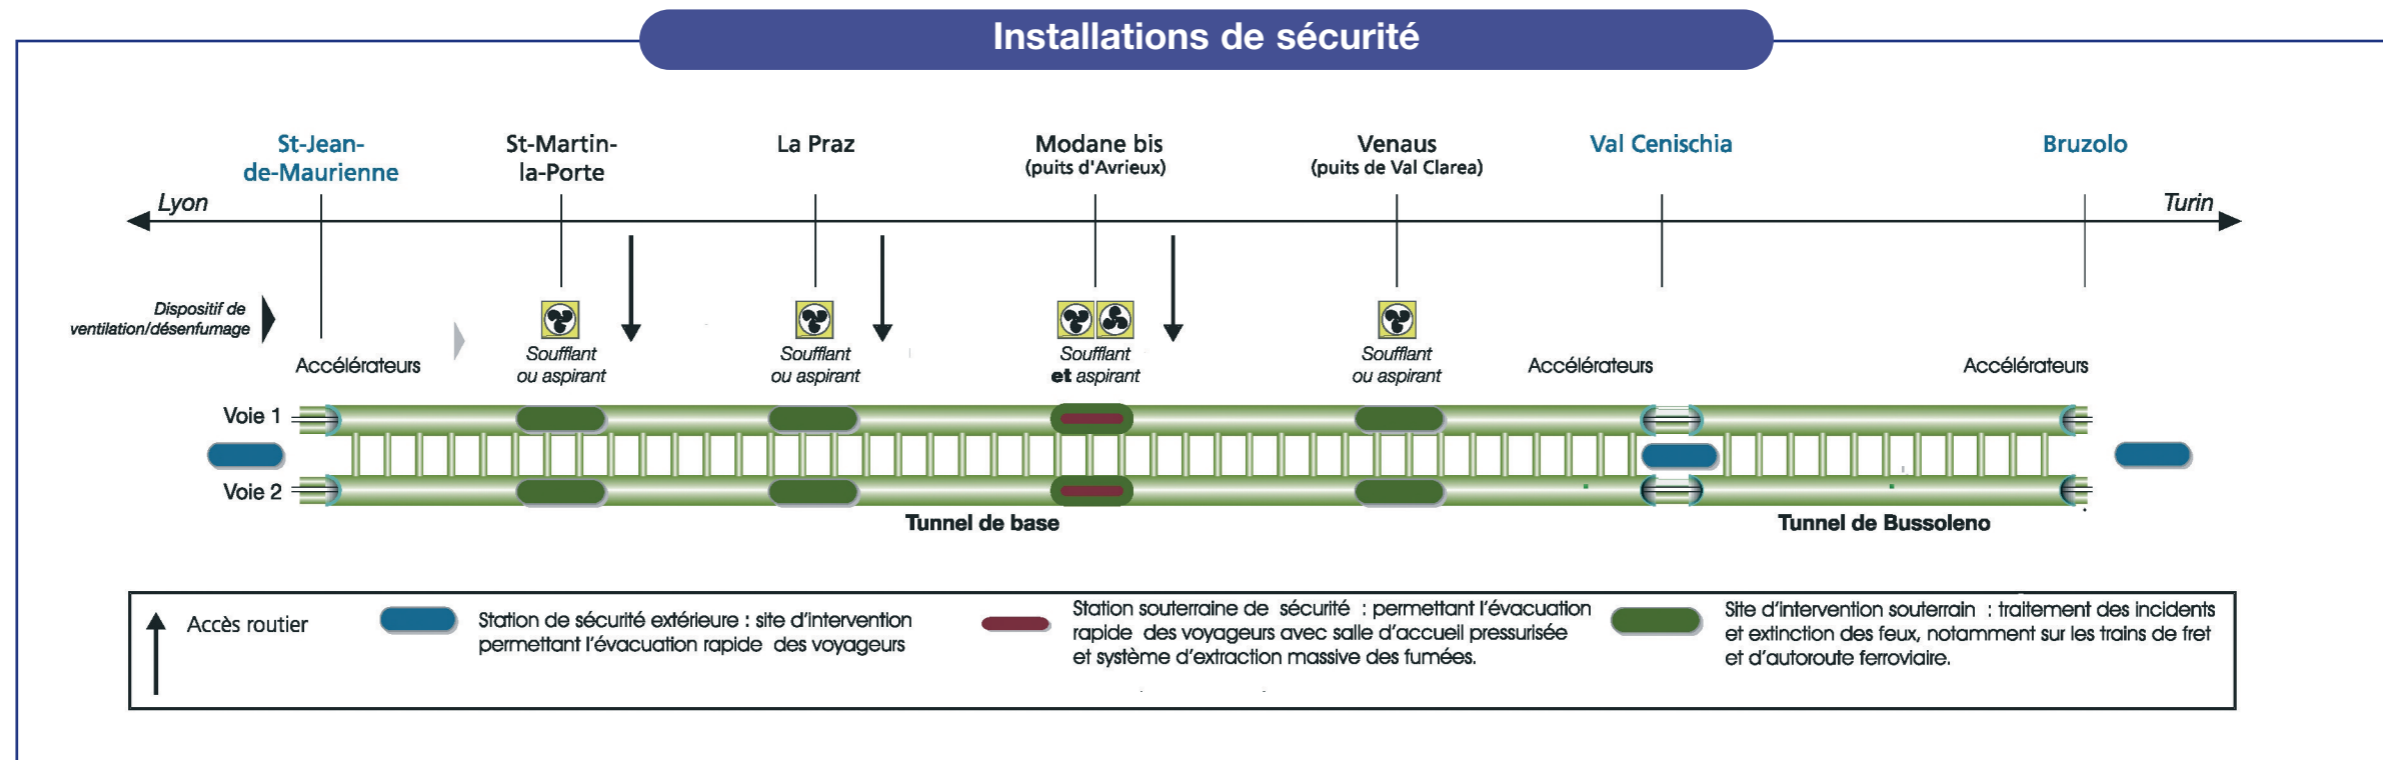 Installations de sécurité
St-Jean-
de-Maurienne
St-Martin-
la-Porte
La Praz
Modane bis
(puits d'Avrieux)
Venaus
(puits de Val Clarea)
Val Cenischia
Bruzolo
Lyon
Turin
Dispositif de
ventilation/désenfumage
Accélérateurs
Soufflant
ou aspirant
Soufflant
ou aspirant
Soufflant
et aspirant
Soufflant
ou aspirant
Accélérateurs
Accélérateurs
Voie 1
Voie 2
Tunnel de base
Tunnel de Bussoleno
Accès routier
Station de sécurité extérieure : site d'intervention
permettant l'évacuation rapide des voyageurs
Station souterraine de sécurité : permettant l'évacuation
rapide des voyageurs avec salle d'accueil pressurisée
et système d'extraction massive des fumées.
Site d'intervention souterrain : traitement des incidents
et extinction des feux, notamment sur les trains de fret
et d'autoroute ferroviaire.